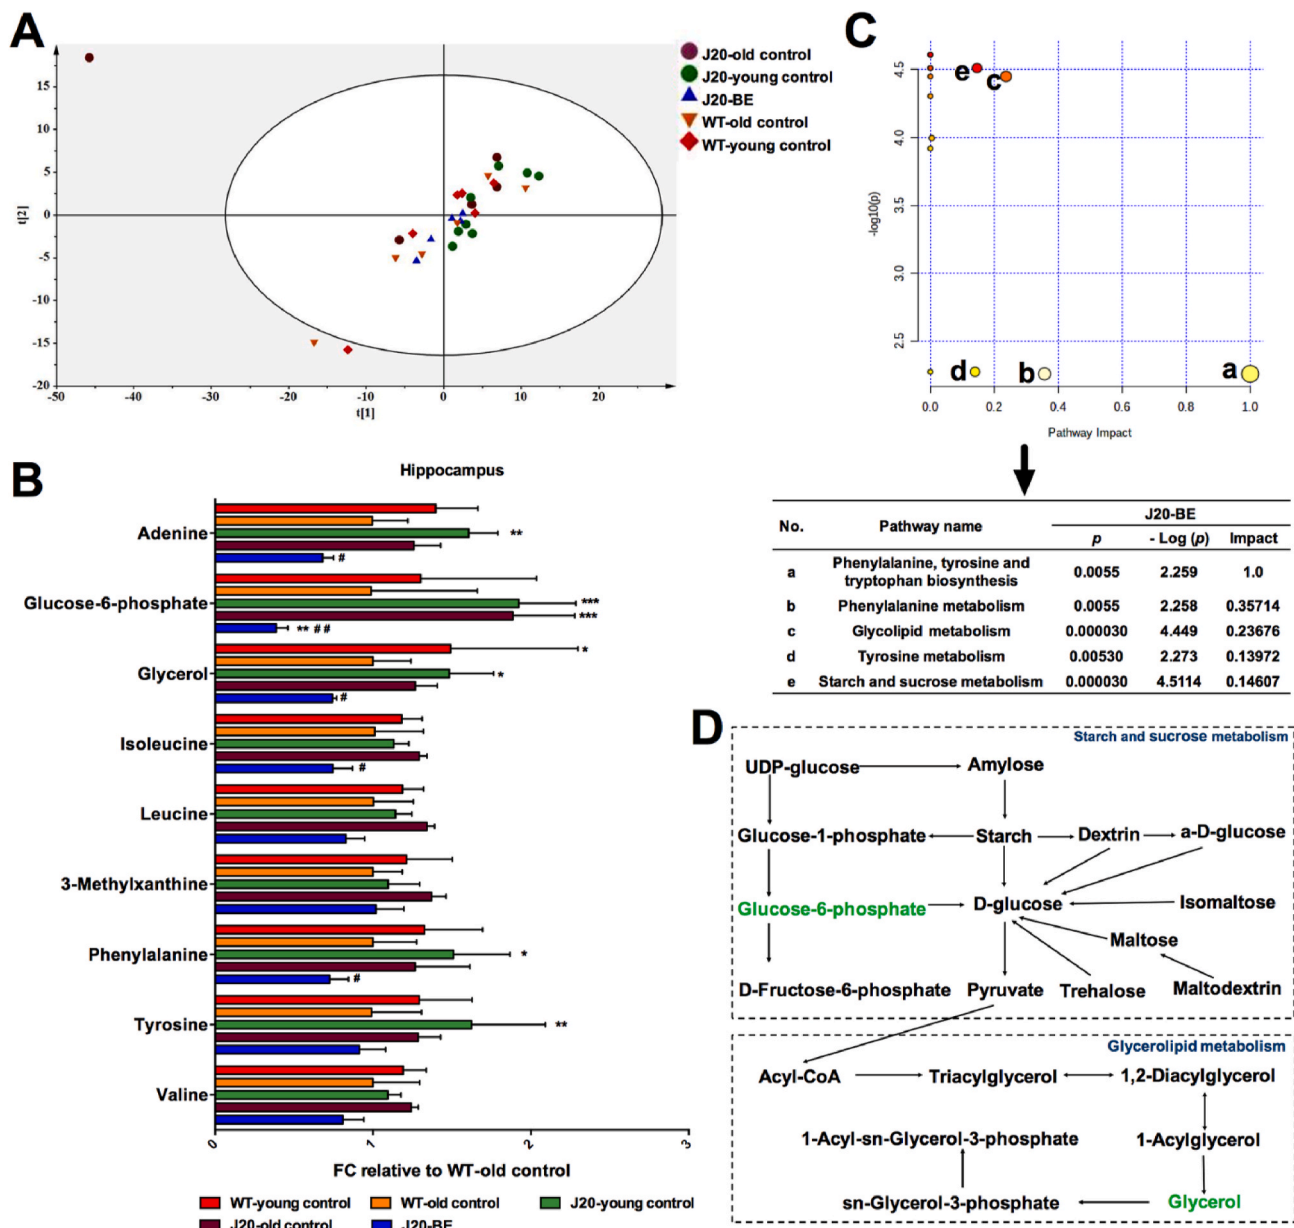 A
J20-old control
J20-young control
J20-BE
WT-old control
WT-young control
15
10
5
0
-5
-10
-15
-20
t[2]
-50
-40
-30
-20
-10
0
10
20
t[1]
C
4.5
4.0
3.5
3.0
2.5
-log10(p)
e
c
d
b
a
0.0
0.2
0.4
0.6
0.8
1.0
Pathway Impact
No.
Pathway name
J20-BE
p
- Log (p)
Impact
a
Phenylalanine, tyrosine and
tryptophan biosynthesis
0.0055
2.259
1.0
b
Phenylalanine metabolism
0.0055
2.258
0.35714
c
Glycolipid metabolism
0.000030
4.449
0.23676
d
Tyrosine metabolism
0.00530
2.273
0.13972
e
Starch and sucrose metabolism
0.000030
4.5114
0.14607
B
Hippocampus
Adenine
**
#
Glucose-6-phosphate
***
***
** # #
Glycerol
*
*
#
Isoleucine
#
Leucine
3-Methylxanthine
Phenylalanine
*
#
Tyrosine
**
Valine
0
1
2
3
FC relative to WT-old control
WT-young control
WT-old control
J20-young control
J20-old control
J20-BE
D
Starch and sucrose metabolism
UDP-glucose
Amylose
Glucose-1-phosphate
Starch
Dextrin
a-D-glucose
Glucose-6-phosphate
D-glucose
Isomaltose
Maltose
D-Fructose-6-phosphate
Pyruvate
Trehalose
Maltodextrin
Glycerolipid metabolism
Acyl-CoA
Triacylglycerol
1,2-Diacylglycerol
1-Acyl-sn-Glycerol-3-phosphate
1-Acylglycerol
sn-Glycerol-3-phosphate
Glycerol